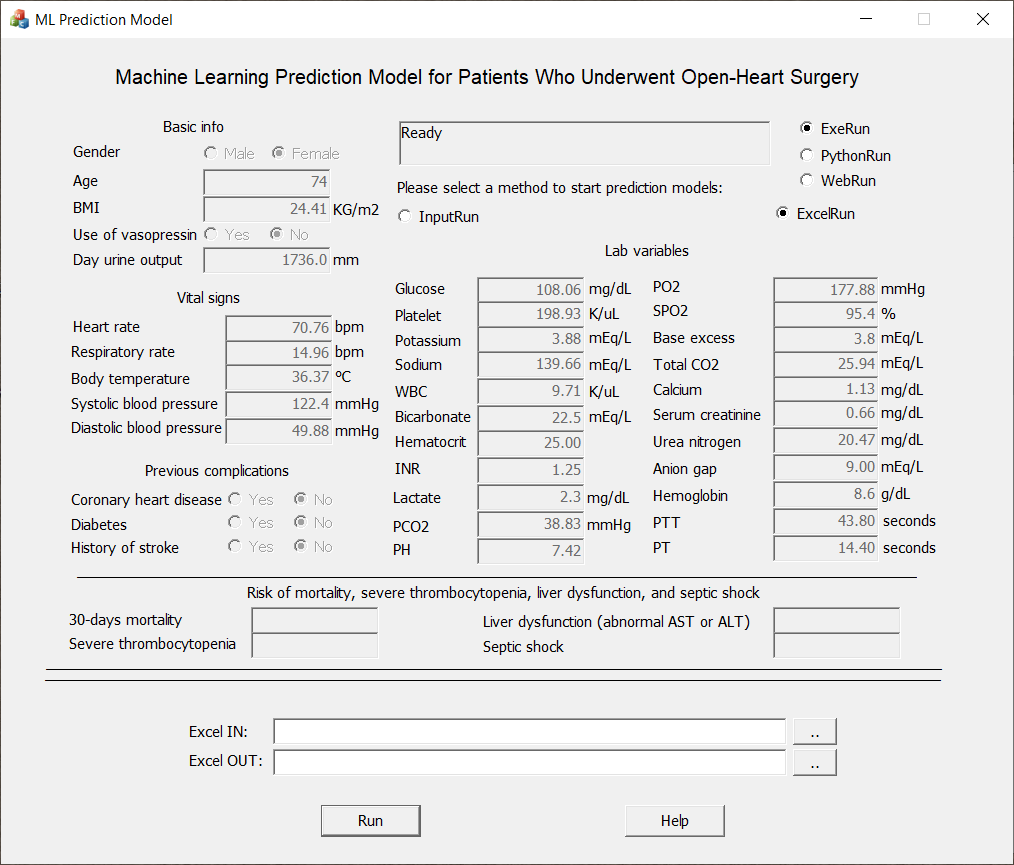 ML Prediction Model
Machine Learning Prediction Model for Patients Who Underwent Open-Heart Surgery
Basic info
Gender Male Female
Age 74
BMI 24.41 KG/m2
Use of vasopressin Yes No
Day urine output 1736.0 mm
Vital signs
Heart rate 70.76 bpm
Respiratory rate 14.96 bpm
Body temperature 36.37 ºC
Systolic blood pressure 122.4 mmHg
Diastolic blood pressure 49.88 mmHg
Previous complications
Coronary heart disease Yes No
Diabetes Yes No
History of stroke Yes No
Ready
ExeRun
PythonRun
WebRun
Please select a method to start prediction models:
InputRun ExcelRun
Lab variables
Glucose 108.06 mg/dL
Platelet 198.93 K/uL
Potassium 3.88 mEq/L
Sodium 139.66 mEq/L
WBC 9.71 K/uL
Bicarbonate 22.5 mEq/L
Hematocrit 25.00
INR 1.25
Lactate 2.3 mg/dL
PCO2 38.83 mmHg
PH 7.42
PO2 177.88 mmHg
SPO2 95.4 %
Base excess 3.8 mEq/L
Total CO2 25.94 mEq/L
Calcium 1.13 mg/dL
Serum creatinine 0.66 mg/dL
Urea nitrogen 20.47 mg/dL
Anion gap 9.00 mEq/L
Hemoglobin 8.6 g/dL
PTT 43.80 seconds
PT 14.40 seconds
Risk of mortality, severe thrombocytopenia, liver dysfunction, and septic shock
30-days mortality
Severe thrombocytopenia
Liver dysfunction (abnormal AST or ALT)
Septic shock
Excel IN: ..
Excel OUT: ..
Run Help